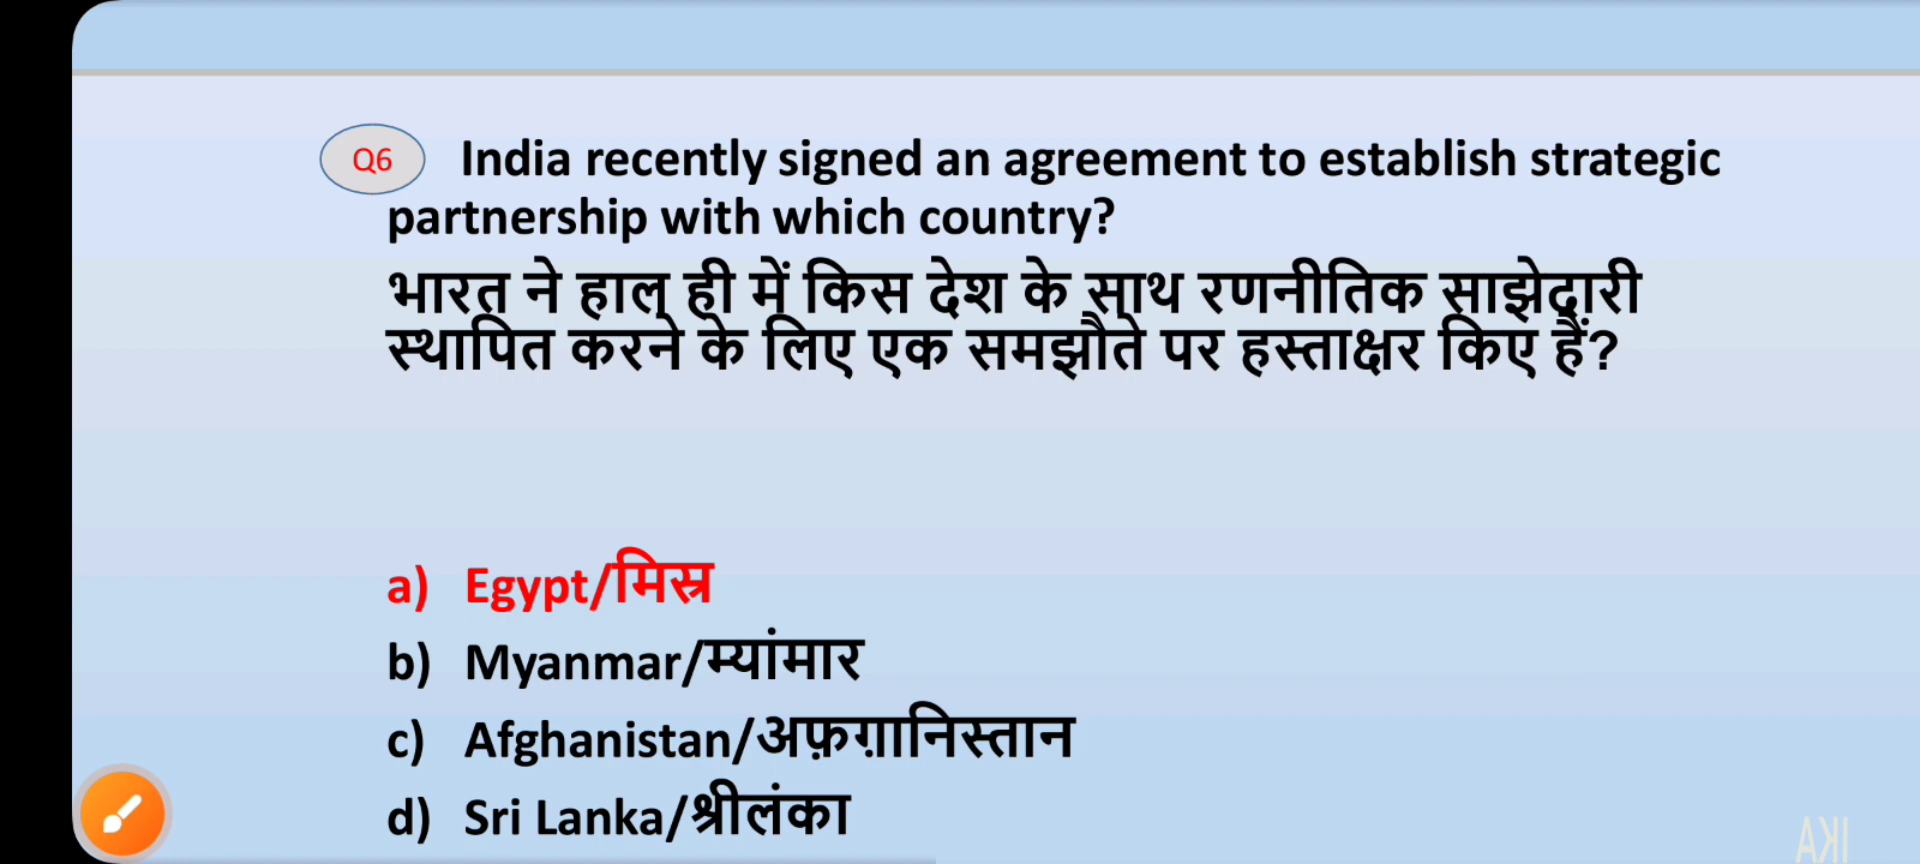 Q6 India recently signed an agreement to establish strategic
partnership with which country?
भारत ने हाल ही में किस देश के साथ रणनीतिक साझेदारी
स्थापित करने के लिए एक समझौते पर हस्ताक्षर किए हैं?
a) Egypt/मिस्र
b) Myanmar/म्यांमार
c) Afghanistan/अफ़ग़ानिस्तान
d) Sri Lanka/श्रीलंका